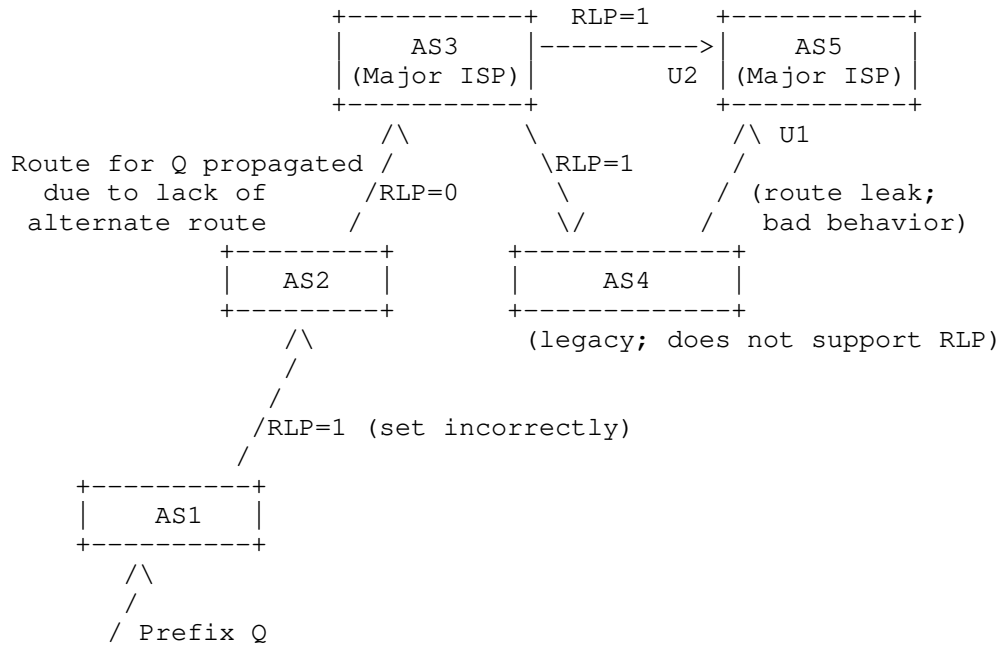 RLP=1
AS3 AS5
(Major ISP) U2 (Major ISP)
U1
Route for Q propagated RLP=1
due to lack of RLP=0 (route leak;
alternate route bad behavior)
AS2 AS4
(legacy; does not support RLP)
RLP=1 (set incorrectly)
AS1
Prefix Q